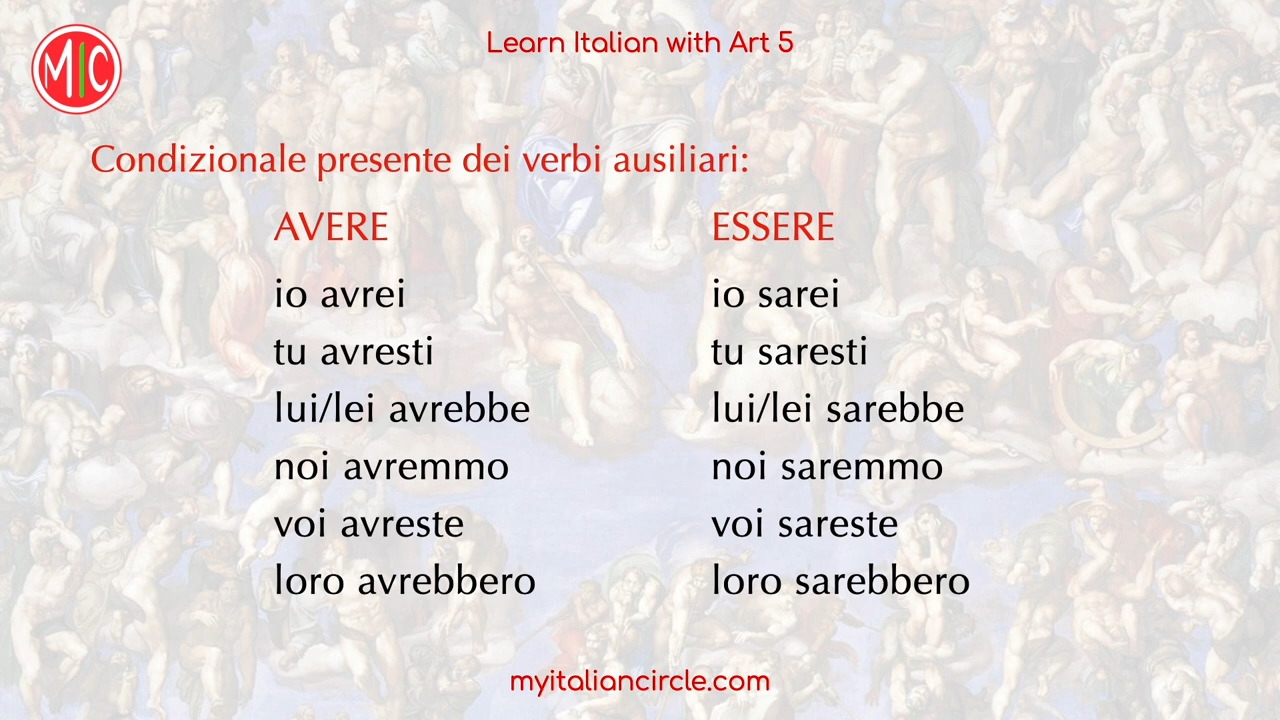 MIC
Learn Italian with Art 5
Condizionale presente dei verbi ausiliari:
AVERE
io avrei
tu avresti
lui/lei avrebbe
noi avremmo
voi avreste
loro avrebbero
ESSERE
io sarei
tu saresti
lui/lei sarebbe
noi saremmo
voi sareste
loro sarebbero
myitaliancircle.com